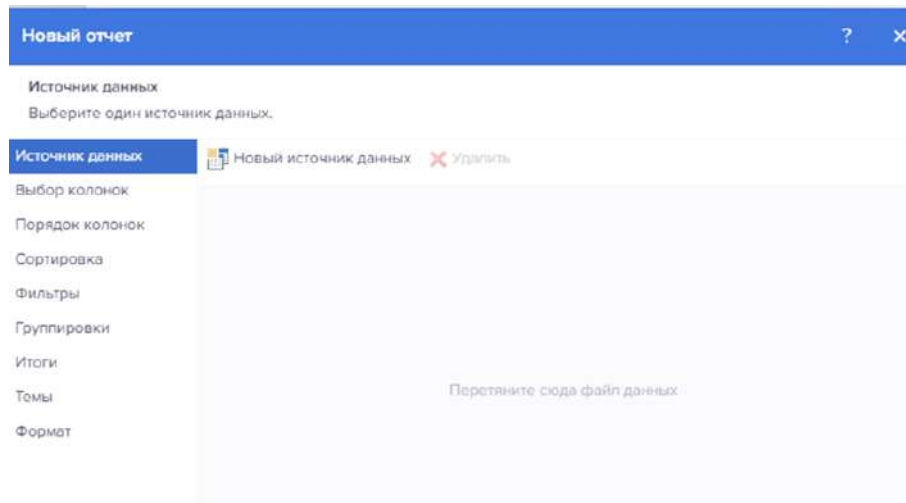 Новый отчет ?
Источник данных
Выберите один источник данных.
Источник данных
Новый источник данных Удалить
Выбор колонок
Порядок колонок
Сортировка
Фильтры
Группировки
Итоги
Темы
Формат
Перетяните сюда файл данных